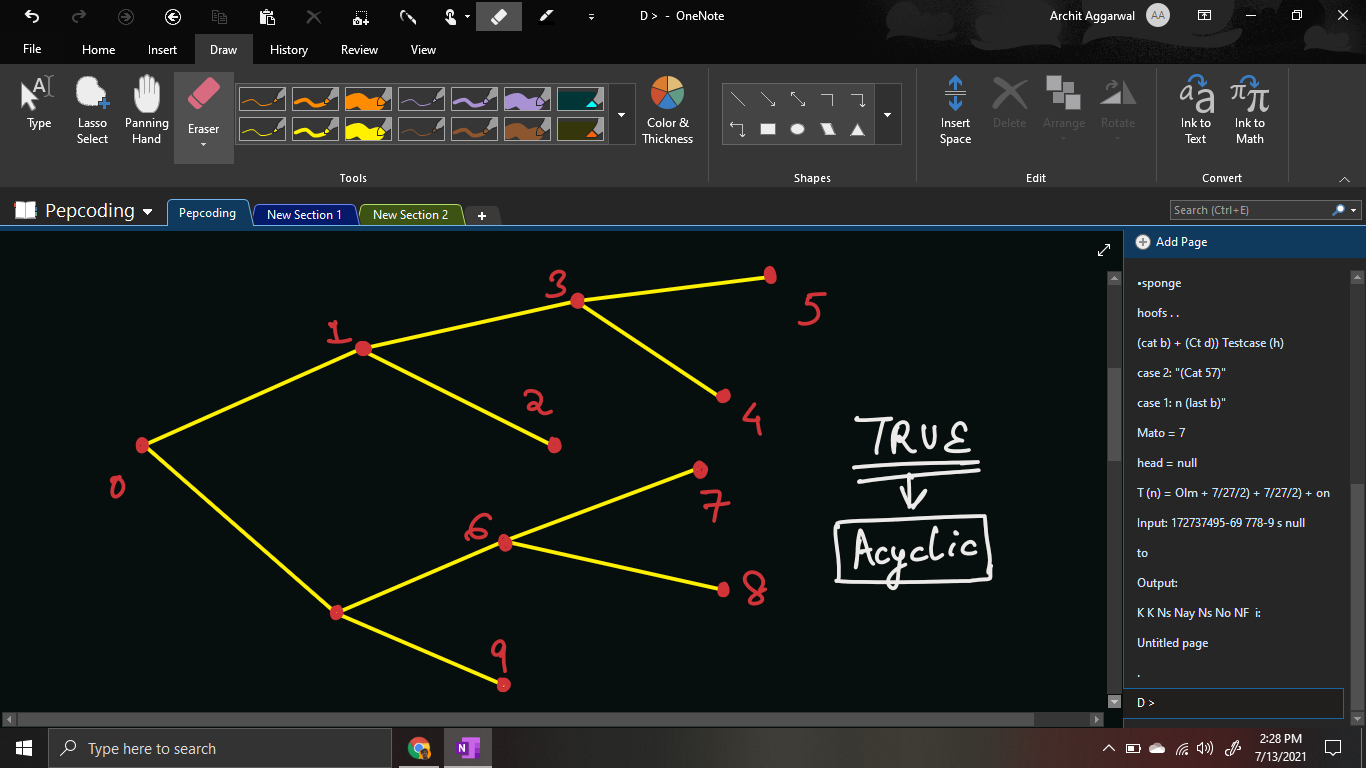 D > - OneNote
Archit Aggarwal
AA
File
Home
Insert
Draw
History
Review
View
Type
Lasso Select
Panning Hand
Eraser
Color & Thickness
Insert Space
Delete
Arrange
Rotate
Ink to Text
Ink to Math
Tools
Shapes
Edit
Convert
Pepcoding
Pepcoding
New Section 1
New Section 2
Search (Ctrl+E)
Add Page
•sponge
hoofs . .
(cat b) + (Ct d)) Testcase (h)
case 2: "(Cat 57)"
case 1: n (last b)"
Mato = 7
head = null
T (n) = Olm + 7/27/2) + 7/27/2) + on
Input: 172737495-69 778-9 s null
to
Output:
K K Ns Nay Ns No NF i:
Untitled page
.
D >
3
5
1
2
4
0
6
7
8
9
TRUE
Acyclic
Type here to search
N
2:28 PM
7/13/2021